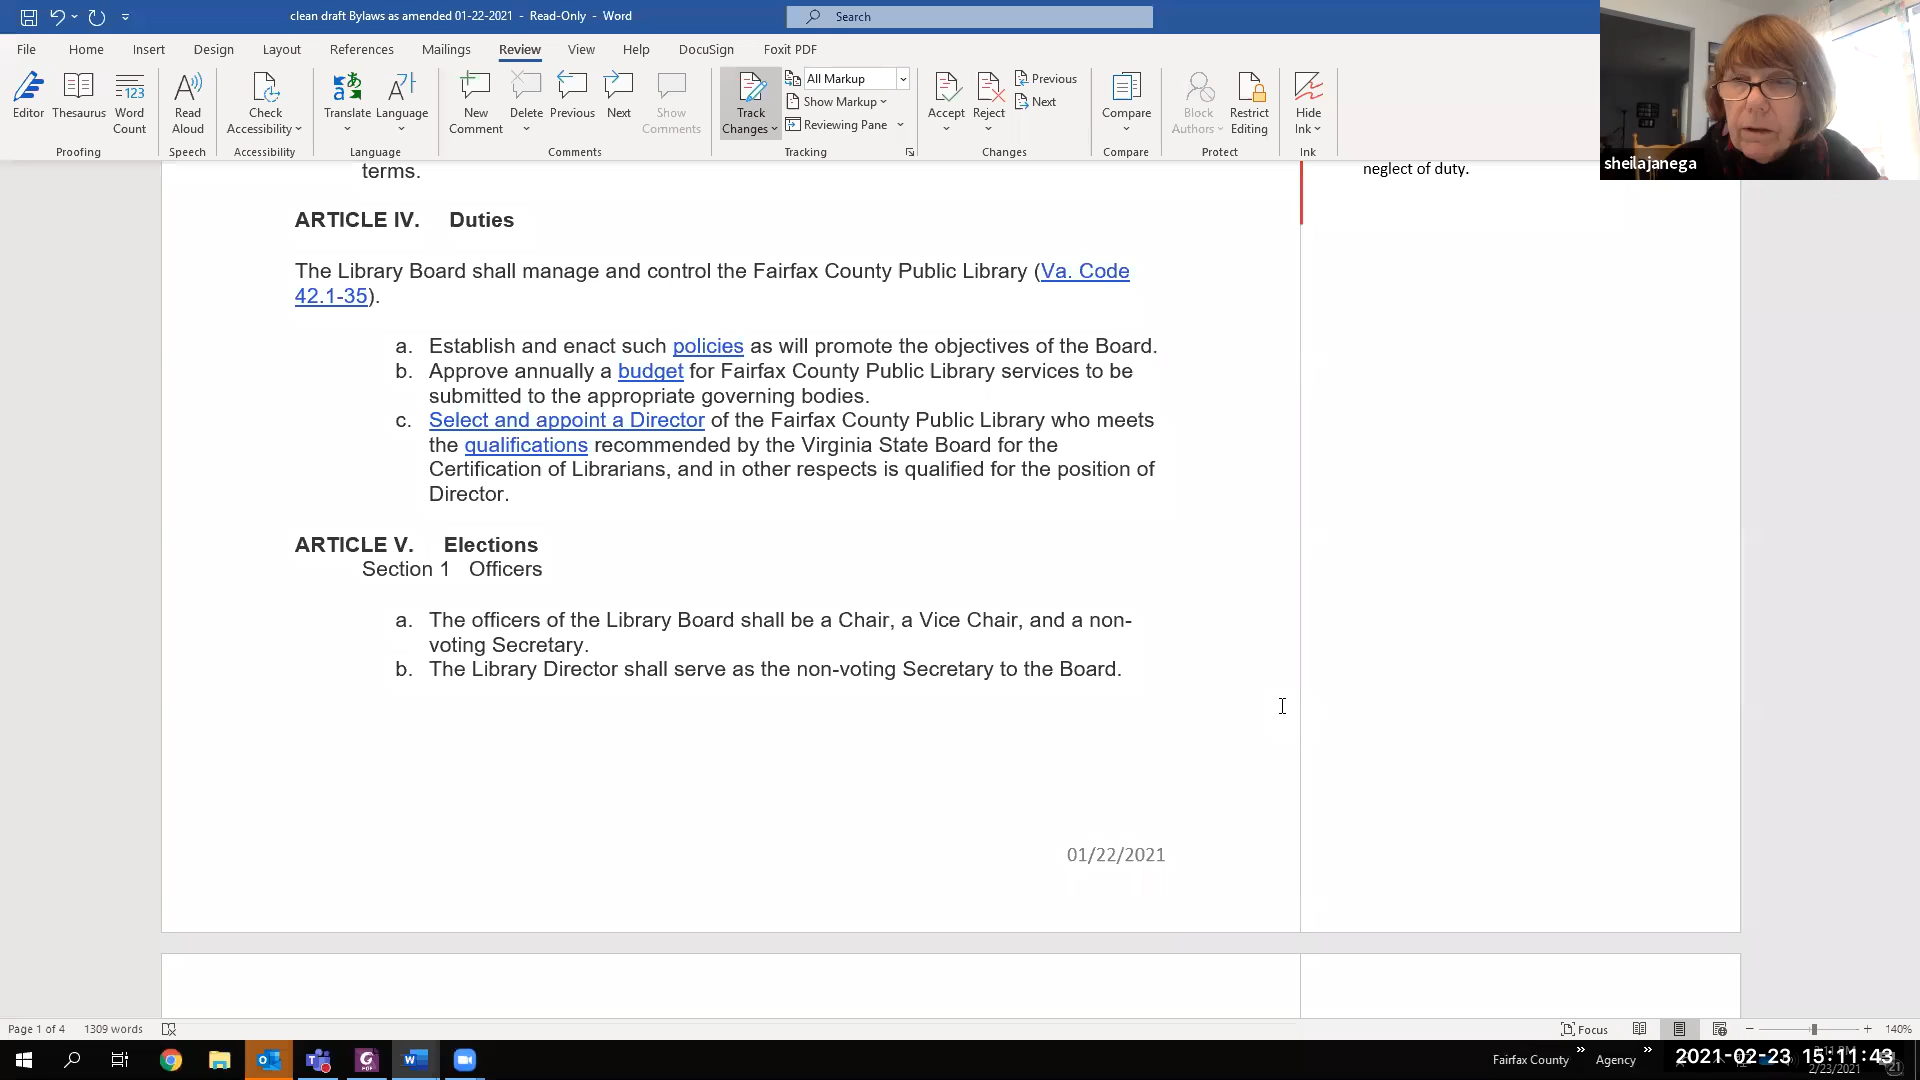 clean draft Bylaws as amended 01-22-2021 - Read-Only - Word
Search
File Home Insert Design Layout References Mailings Review View Help DocuSign Foxit PDF
Editor
Thesaurus
Word Count
Proofing
Read Aloud
Speech
Check Accessibility
Accessibility
Translate
Language
Language
New Comment
Delete
Previous
Next
Show Comments
Comments
Track Changes
All Markup
Show Markup
Reviewing Pane
Tracking
Accept
Reject
Previous
Next
Changes
Compare
Compare
Block Authors
Restrict Editing
Protect
Hide Ink
Ink
sheilajanega
neglect of duty.
terms.
ARTICLE IV. Duties
The Library Board shall manage and control the Fairfax County Public Library (Va. Code
42.1-35).
a. Establish and enact such policies as will promote the objectives of the Board.
b. Approve annually a budget for Fairfax County Public Library services to be
submitted to the appropriate governing bodies.
c. Select and appoint a Director of the Fairfax County Public Library who meets
the qualifications recommended by the Virginia State Board for the
Certification of Librarians, and in other respects is qualified for the position of
Director.
ARTICLE V. Elections
Section 1 Officers
a. The officers of the Library Board shall be a Chair, a Vice Chair, and a non-
voting Secretary.
b. The Library Director shall serve as the non-voting Secretary to the Board.
01/22/2021
Page 1 of 4 1309 words
Focus
140%
Fairfax County » Agency »
2021-02-23 15:11:43
2/23/2021
21